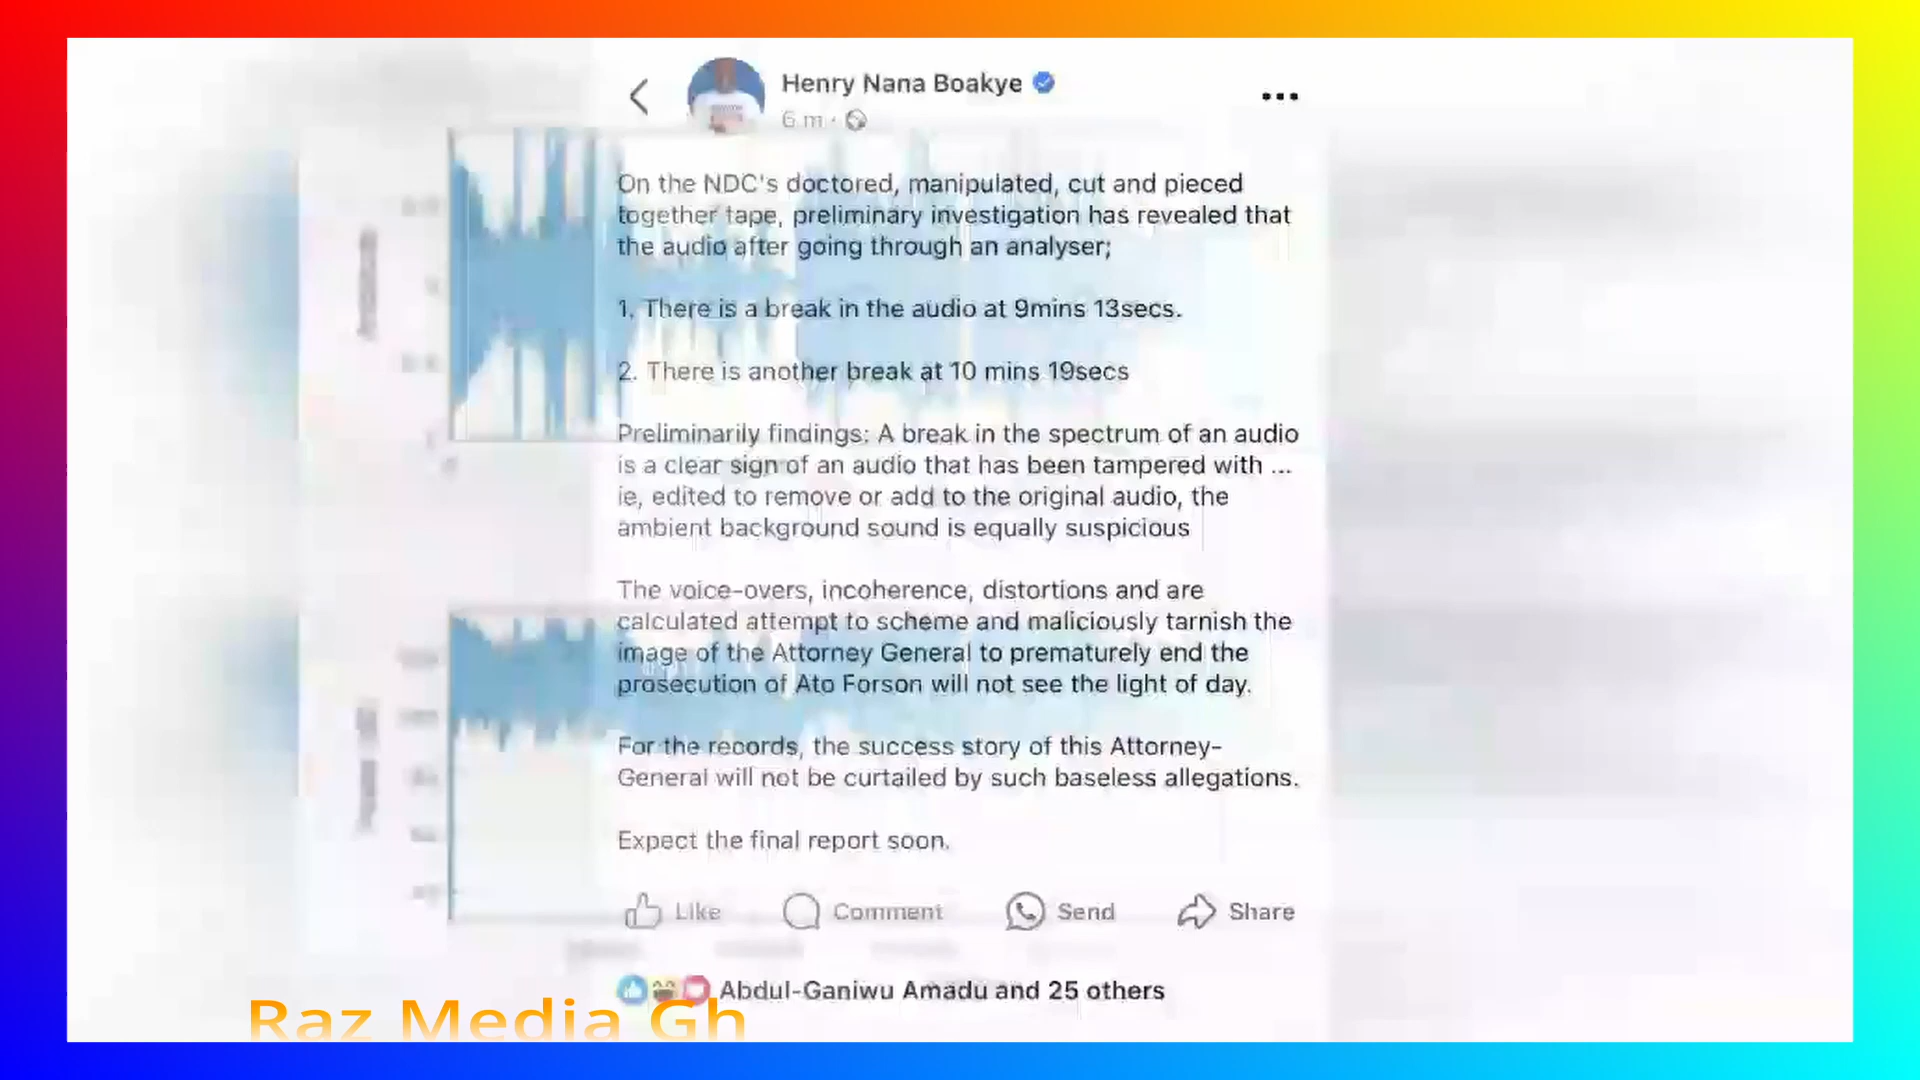 Henry Nana Boakye
6 m ·
On the NDC's doctored, manipulated, cut and pieced
together tape, preliminary investigation has revealed that
the audio after going through an analyser;
1. There is a break in the audio at 9mins 13secs.
2. There is another break at 10 mins 19secs
Preliminarily findings: A break in the spectrum of an audio
is a clear sign of an audio that has been tampered with ...
ie, edited to remove or add to the original audio, the
ambient background sound is equally suspicious
The voice-overs, incoherence, distortions and are
calculated attempt to scheme and maliciously tarnish the
image of the Attorney General to prematurely end the
prosecution of Ato Forson will not see the light of day.
For the records, the success story of this Attorney-
General will not be curtailed by such baseless allegations.
Expect the final report soon.
Like Comment Send Share
Abdul-Ganiwu Amadu and 25 others
Raz Media Gh